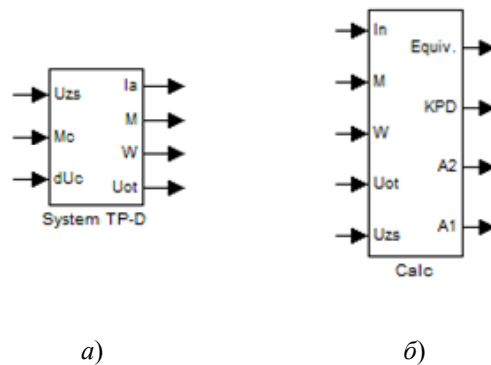 Uzs
Mc
dUc
Ia
M
W
Uot
System TP-D
In
M
W
Uot
Uzs
Equiv.
KPD
A2
A1
Calc
а)
б)